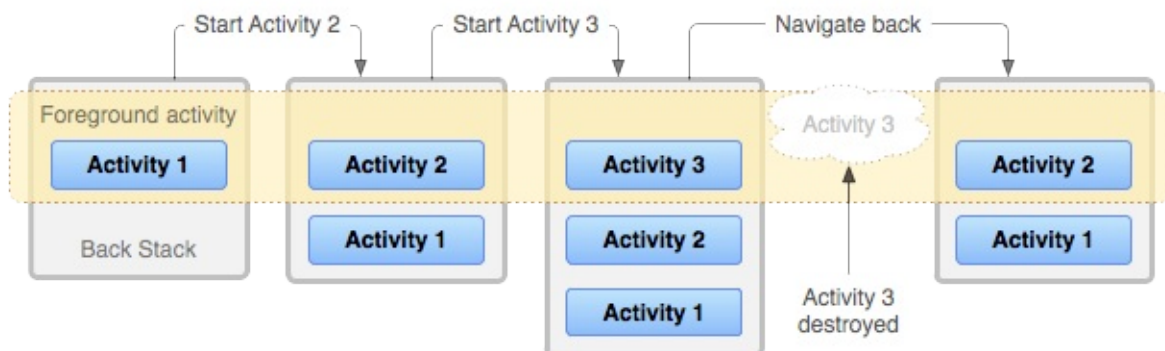 Start Activity 2
Start Activity 3
Navigate back
Foreground activity
Activity 1
Activity 2
Activity 3
Activity 3
Activity 2
Back Stack
Activity 1
Activity 2
Activity 1
Activity 1
Activity 3
destroyed